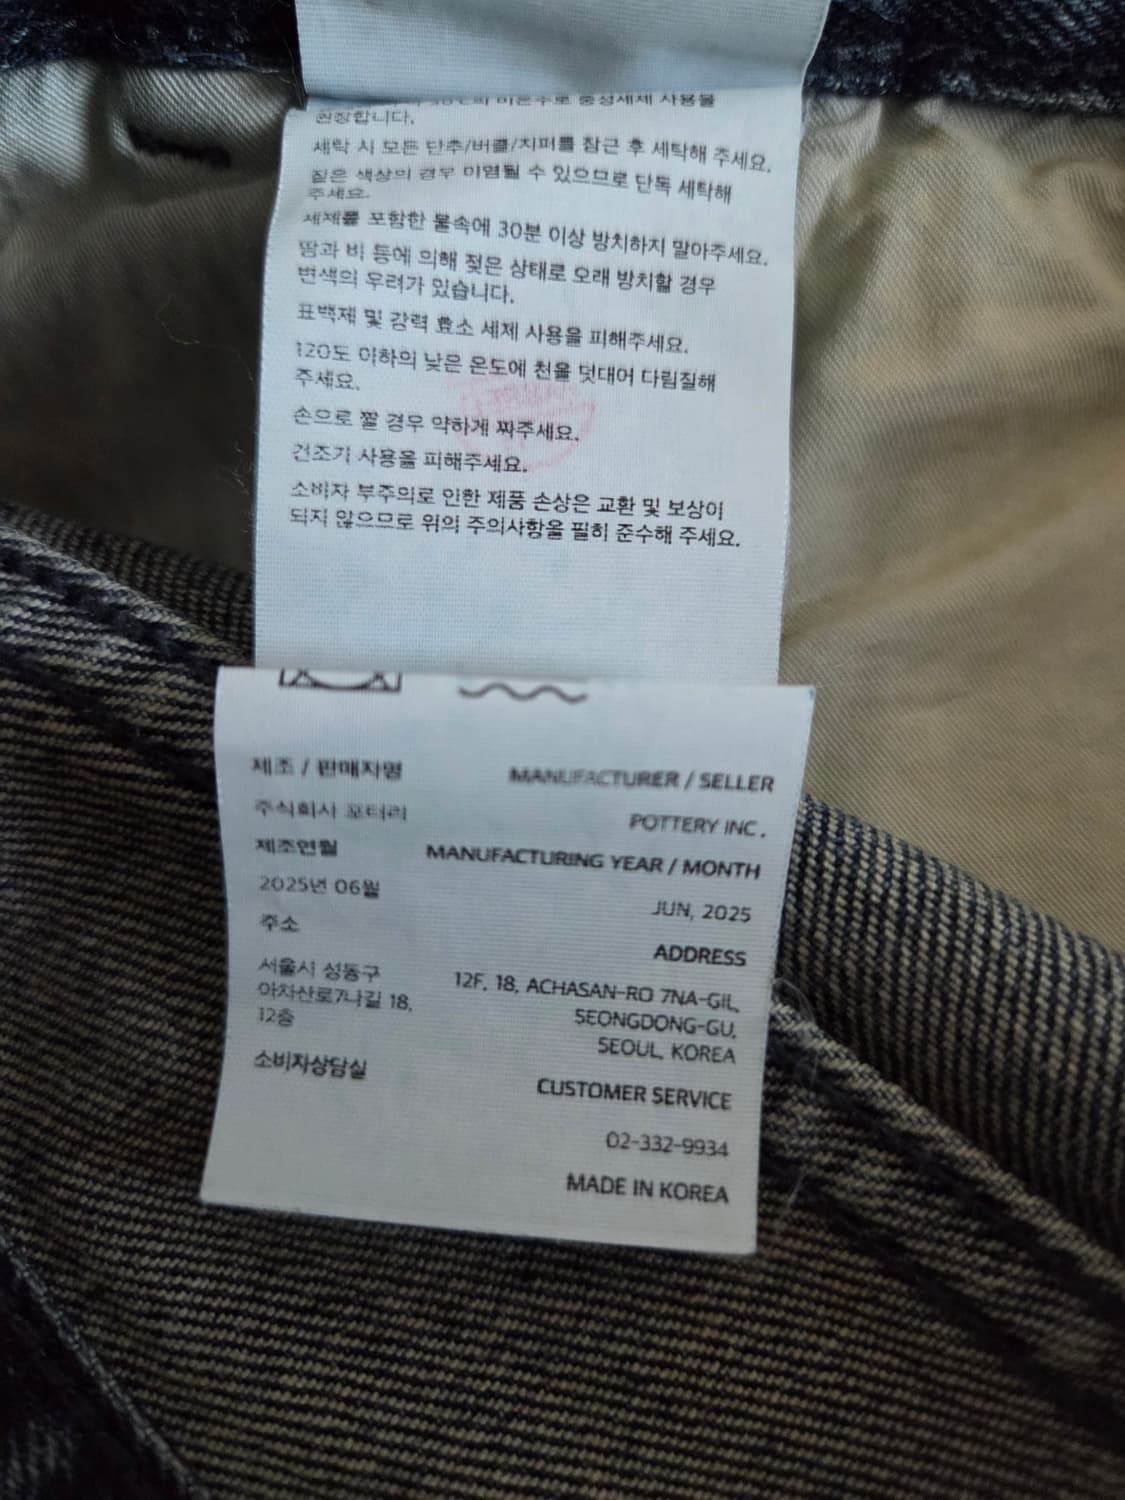 권장합니다.
세탁 시 모든 단추/버클/지퍼를 잠근 후 세탁해 주세요.
짙은 색상의 경우 이염될 수 있으므로 단독 세탁해
주세요.
세제를 포함한 물속에 30분 이상 방치하지 말아주세요.
땀과 비 등에 의해 젖은 상태로 오래 방치할 경우
변색의 우려가 있습니다.
표백제 및 강력 효소 세제 사용을 피해주세요.
120도 이하의 낮은 온도에 천을 덧대어 다림질해
주세요.
손으로 짤 경우 약하게 짜주세요.
건조기 사용을 피해주세요.
소비자 부주의로 인한 제품 손상은 교환 및 보상이
되지 않으므로 위의 주의사항을 필히 준수해 주세요.
제조 / 판매자명
MANUFACTURER / SELLER
주식회사 포터리
POTTERY INC.
제조연월
MANUFACTURING YEAR / MONTH
2025년 06월
JUN, 2025
주소
ADDRESS
서울시 성동구
아차산로7나길 18,
12층
12F, 18, ACHASAN-RO 7NA-GIL,
SEONGDONG-GU,
SEOUL, KOREA
소비자상담실
CUSTOMER SERVICE
02-332-9934
MADE IN KOREA